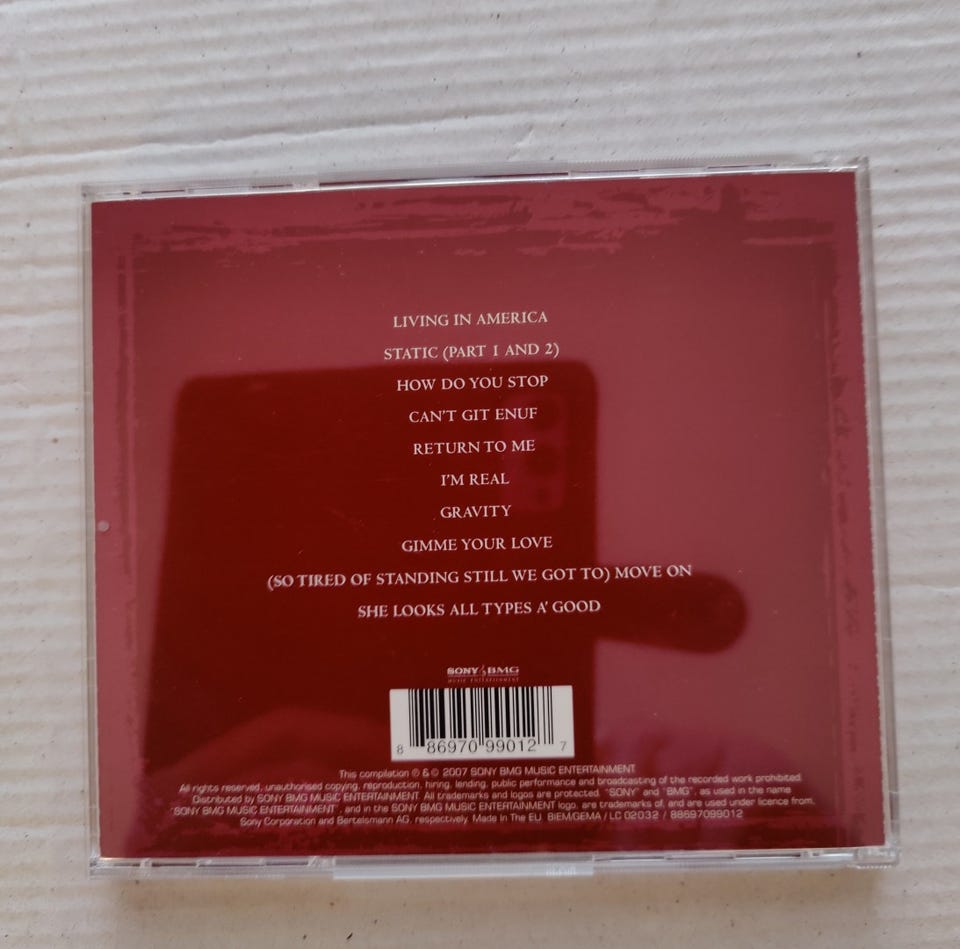 LIVING IN AMERICA
STATIC (PART 1 AND 2)
HOW DO YOU STOP
CAN'T GIT ENUF
RETURN TO ME
I'M REAL
GRAVITY
GIMME YOUR LOVE
(SO TIRED OF STANDING STILL WE GOT TO) MOVE ON
SHE LOOKS ALL TYPES A' GOOD
SONY BMG
MUSIC ENTERTAINMENT
8 86970 99012 7
This compilation ℗ & © 2007 SONY BMG MUSIC ENTERTAINMENT
All rights reserved, unauthorised copying, reproduction, hiring, lending, public performance and broadcasting of the recorded work prohibited.
Distributed by SONY BMG MUSIC ENTERTAINMENT. All trademarks and logos are protected. "SONY" and "BMG", as used in the name
"SONY BMG MUSIC ENTERTAINMENT", and in the SONY BMG MUSIC ENTERTAINMENT logo, are trademarks of, and are used under licence from,
Sony Corporation and Bertelsmann AG, respectively. Made In The EU BIEM/GEMA / LC 02032 / 88697099012